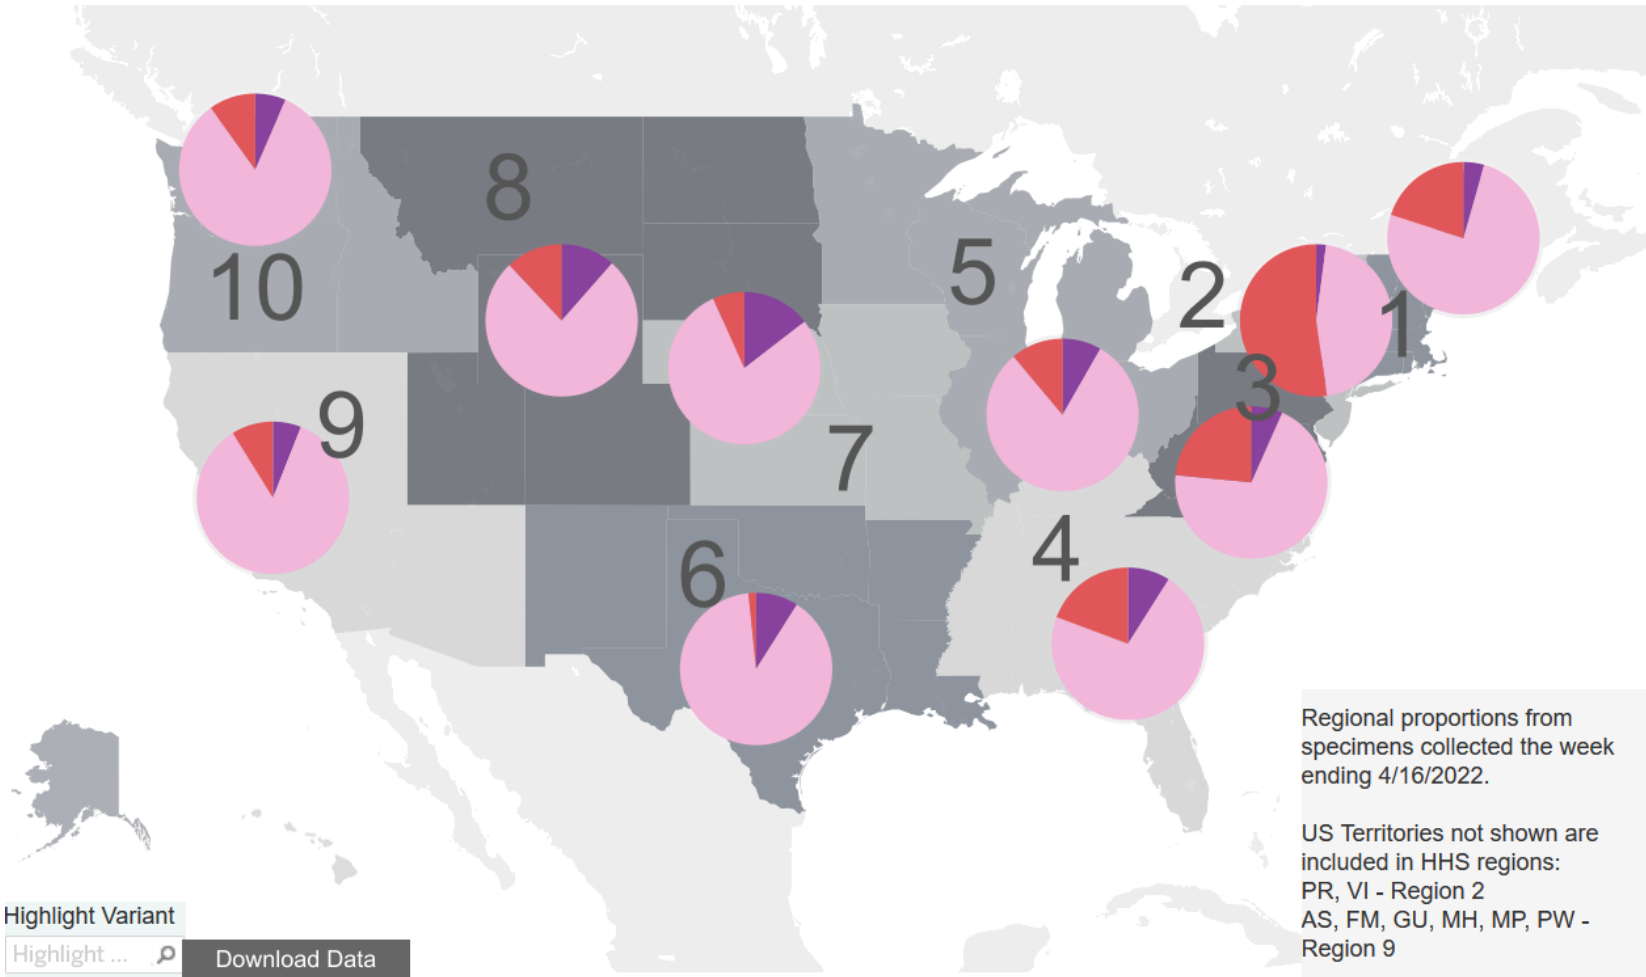 8
10
5
2
1
3
9
7
4
6
Regional proportions from
specimens collected the week
ending 4/16/2022.
US Territories not shown are
included in HHS regions:
PR, VI - Region 2
AS, FM, GU, MH, MP, PW -
Region 9
Highlight Variant
Highlight ...
Download Data